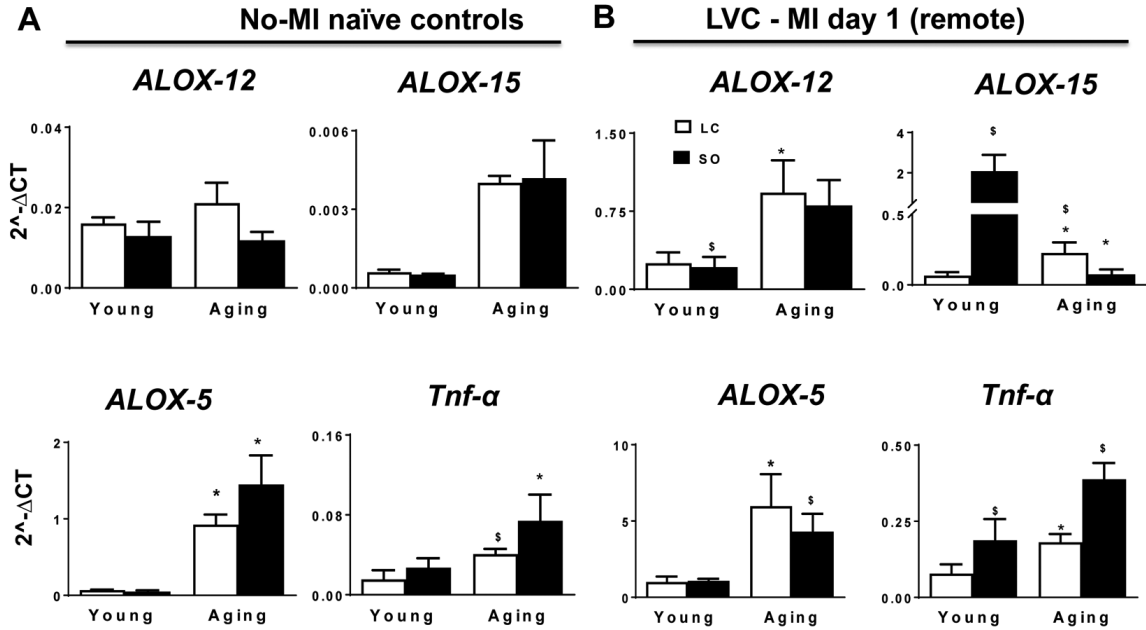 A No-MI naïve controls
ALOX-12 ALOX-15
2^-ΔCT
0.04
0.02
0.00
Young Aging
0.006
0.003
0.000
Young Aging
ALOX-5 Tnf-α
2^-ΔCT
2
1
0
* *
Young Aging
0.16
0.08
0.00
$ *
Young Aging
B LVC - MI day 1 (remote)
ALOX-12 ALOX-15
LC
SO
1.50
0.75
0.00
$ *
Young Aging
4
2
0.5
0.0
$ $ * *
Young Aging
ALOX-5 Tnf-α
10
5
0
* $
Young Aging
0.50
0.25
0.00
$ * $
Young Aging